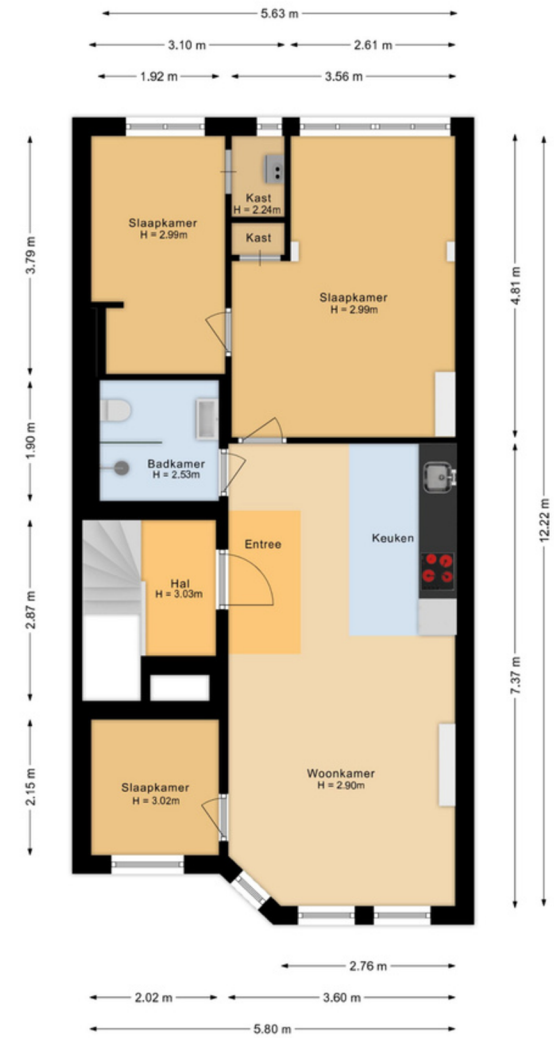 5.63 m
3.10 m
2.61 m
1.92 m
3.56 m
Kast
H = 2.24m
Slaapkamer
H = 2.99m
Kast
3.79 m
4.81 m
Slaapkamer
H = 2.99m
1.90 m
Badkamer
H = 2.53m
12.22 m
Entree
Keuken
Hal
H = 3.03m
2.87 m
7.37 m
Woonkamer
H = 2.90m
Slaapkamer
H = 3.02m
2.15 m
2.76 m
2.02 m
3.60 m
5.80 m